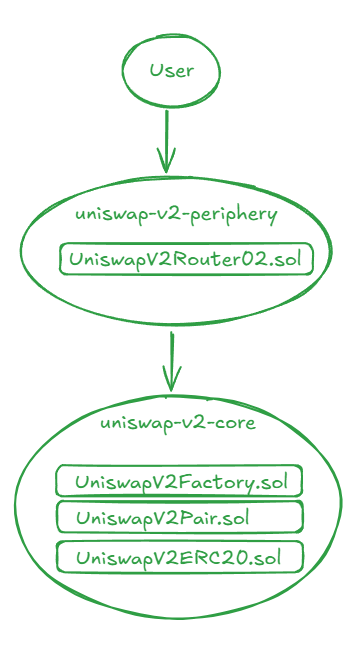 User
uniswap-v2-periphery
UniswapV2Router02.sol
uniswap-v2-core
UniswapV2Factory.sol
UniswapV2Pair.sol
UniswapV2ERC20.sol